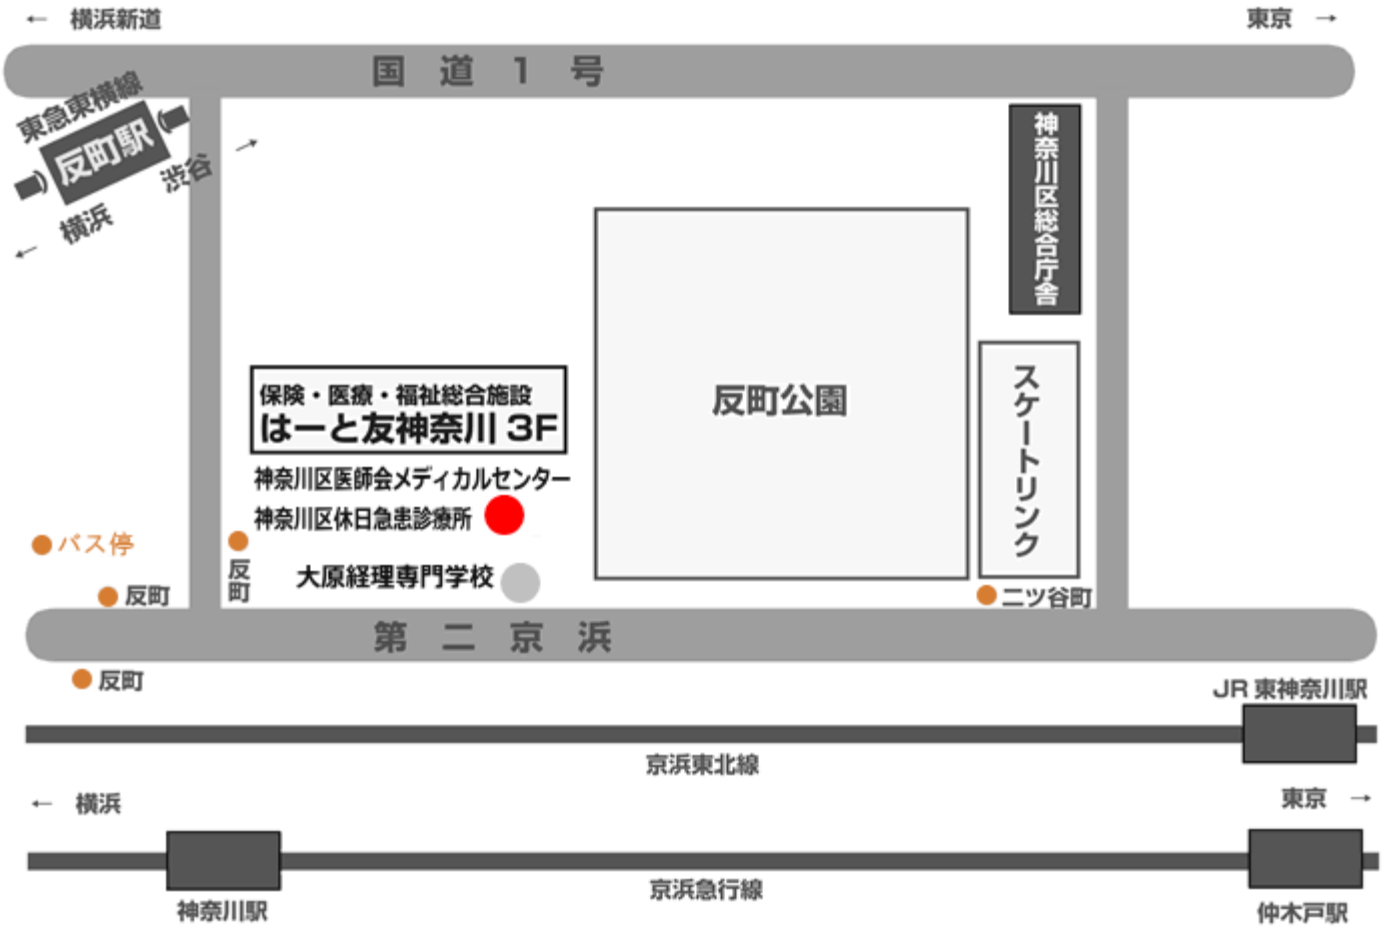 ← 横浜新道
東京 →
国道1号
東急東横線
反町駅
渋谷 →
← 横浜
神奈川区総合庁舎
反町公園
スケートリンク
保険・医療・福祉総合施設
はーと友神奈川 3F
神奈川区医師会メディカルセンター
神奈川区休日急患診療所
大原経理専門学校
バス停
反町
反町
二ツ谷町
第二京浜
反町
JR 東神奈川駅
京浜東北線
← 横浜
東京 →
京浜急行線
神奈川駅
仲木戸駅